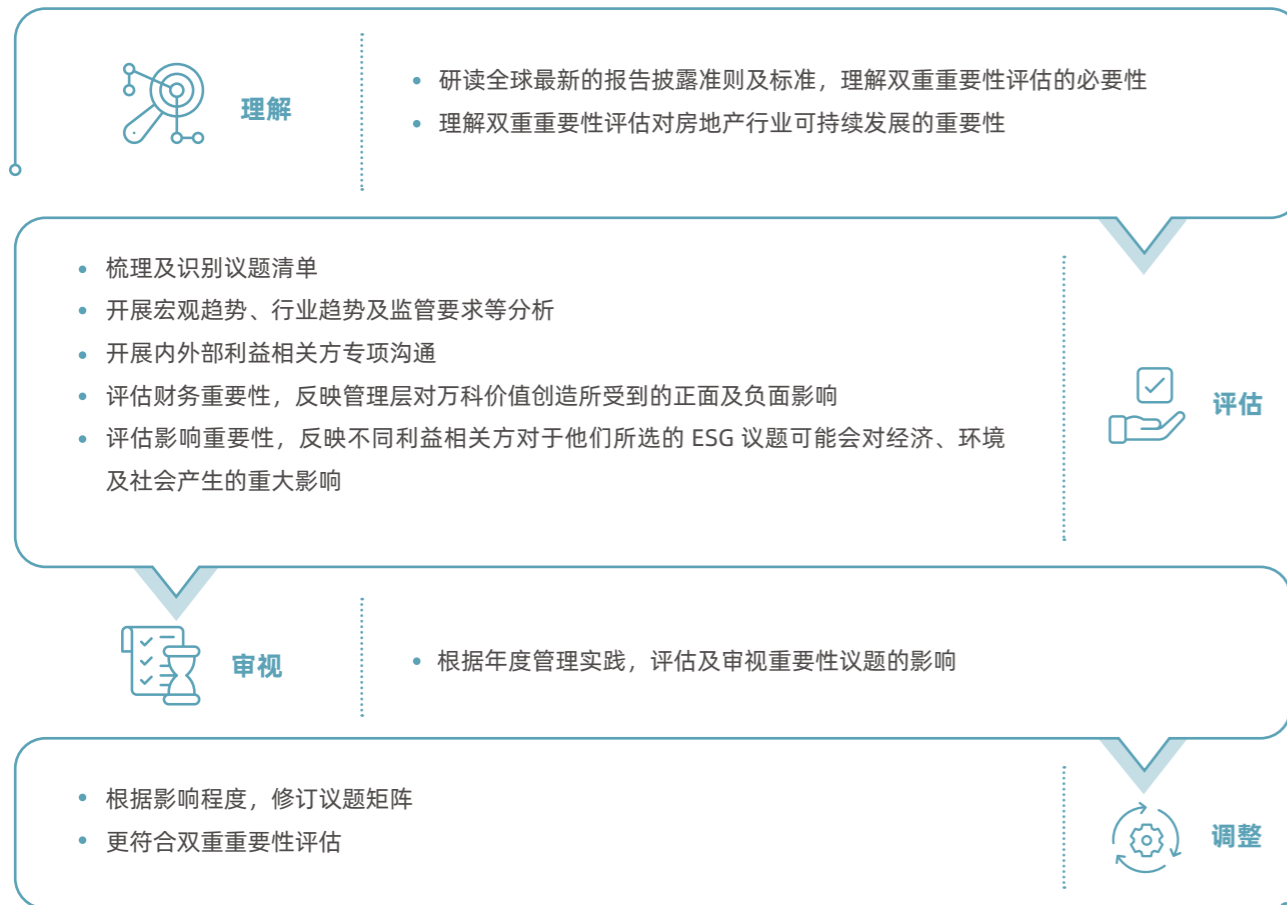 理解
• 研读全球最新的报告披露准则及标准，理解双重重要性评估的必要性
• 理解双重重要性评估对房地产行业可持续发展的重要性
• 梳理及识别议题清单
• 开展宏观趋势、行业趋势及监管要求等分析
• 开展内外部利益相关方专项沟通
• 评估财务重要性，反映管理层对万科价值创造所受到的正面及负面影响
• 评估影响重要性，反映不同利益相关方对于他们所选的 ESG 议题可能会对经济、环境
及社会产生的重大影响
评估
审视
• 根据年度管理实践，评估及审视重要性议题的影响
• 根据影响程度，修订议题矩阵
• 更符合双重重要性评估
调整